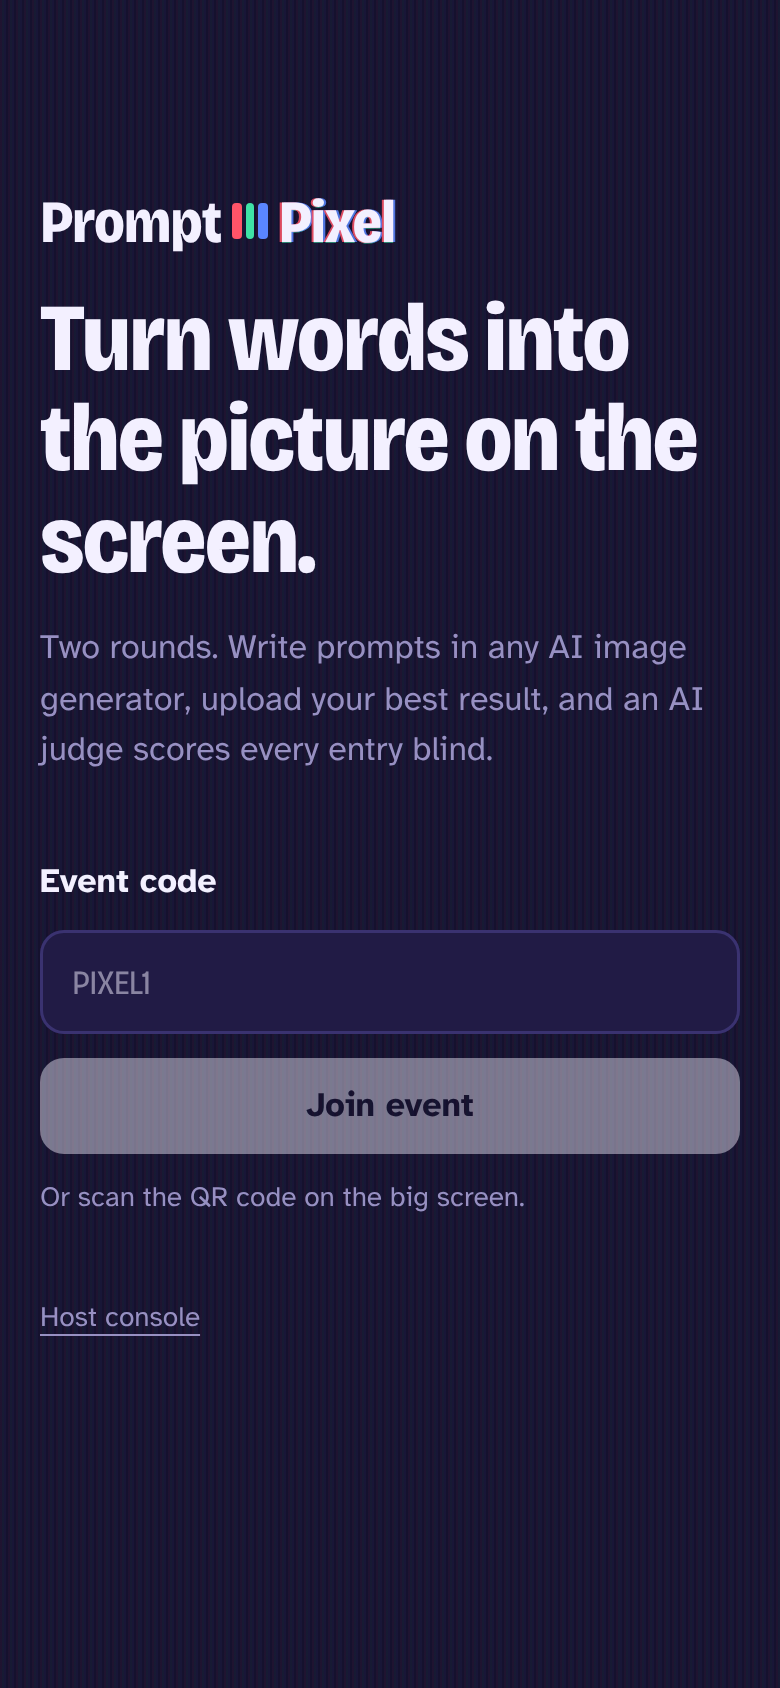 Prompt Pixel
Turn words into
the picture on the
screen.
Two rounds. Write prompts in any AI image
generator, upload your best result, and an AI
judge scores every entry blind.
Event code
PIXEL1
Join event
Or scan the QR code on the big screen.
Host console